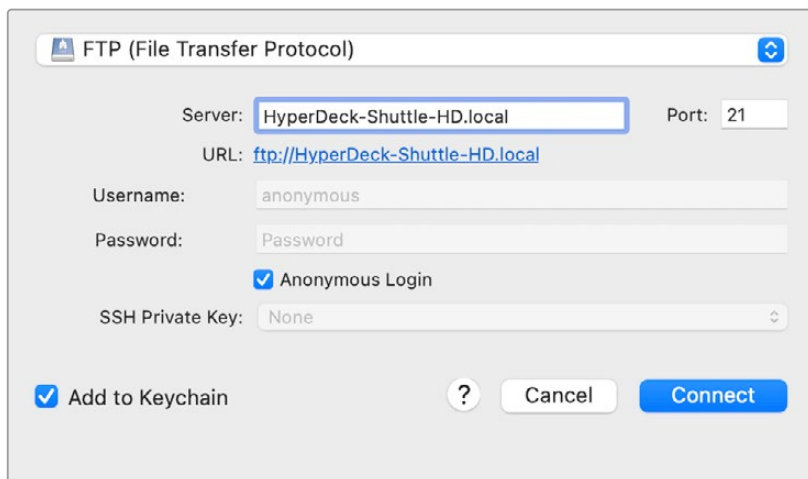 FTP (File Transfer Protocol)
Server: HyperDeck-Shuttle-HD.local Port: 21
URL: ftp://HyperDeck-Shuttle-HD.local
Username: anonymous
Password: Password
Anonymous Login
SSH Private Key: None
Add to Keychain ? Cancel Connect